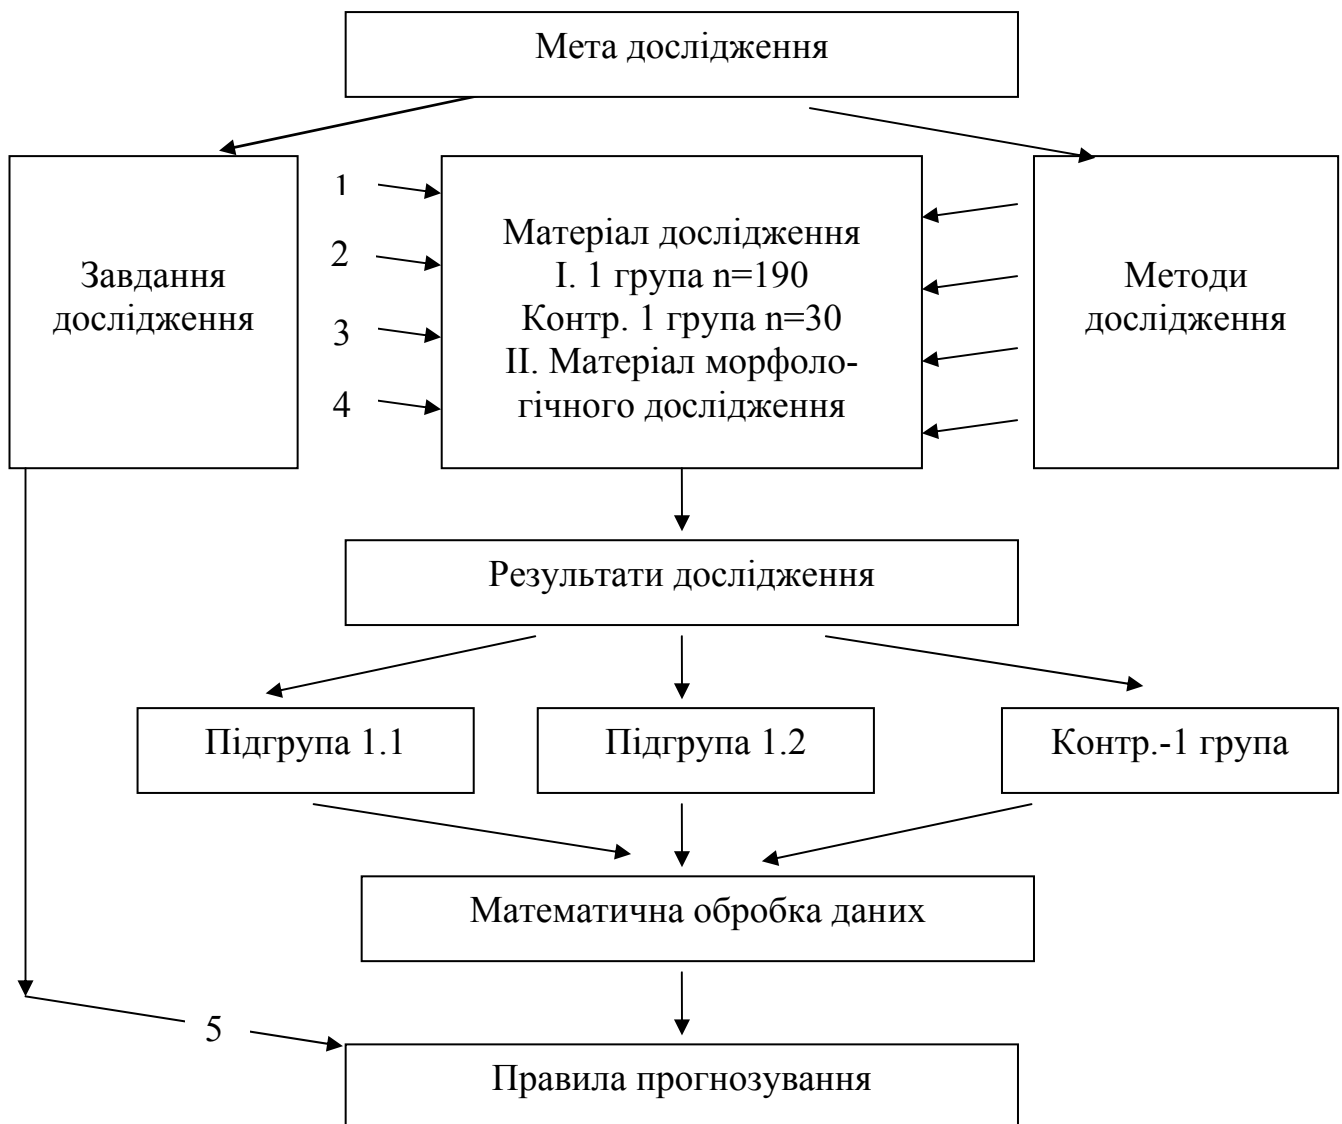 Мета дослідження
Завдання
дослідження
1
2
3
4
Матеріал дослідження
І. 1 група n=190
Контр. 1 група n=30
ІІ. Матеріал морфоло-
гічного дослідження
Методи
дослідження
Результати дослідження
Підгрупа 1.1
Підгрупа 1.2
Контр.-1 група
Математична обробка даних
5
Правила прогнозування